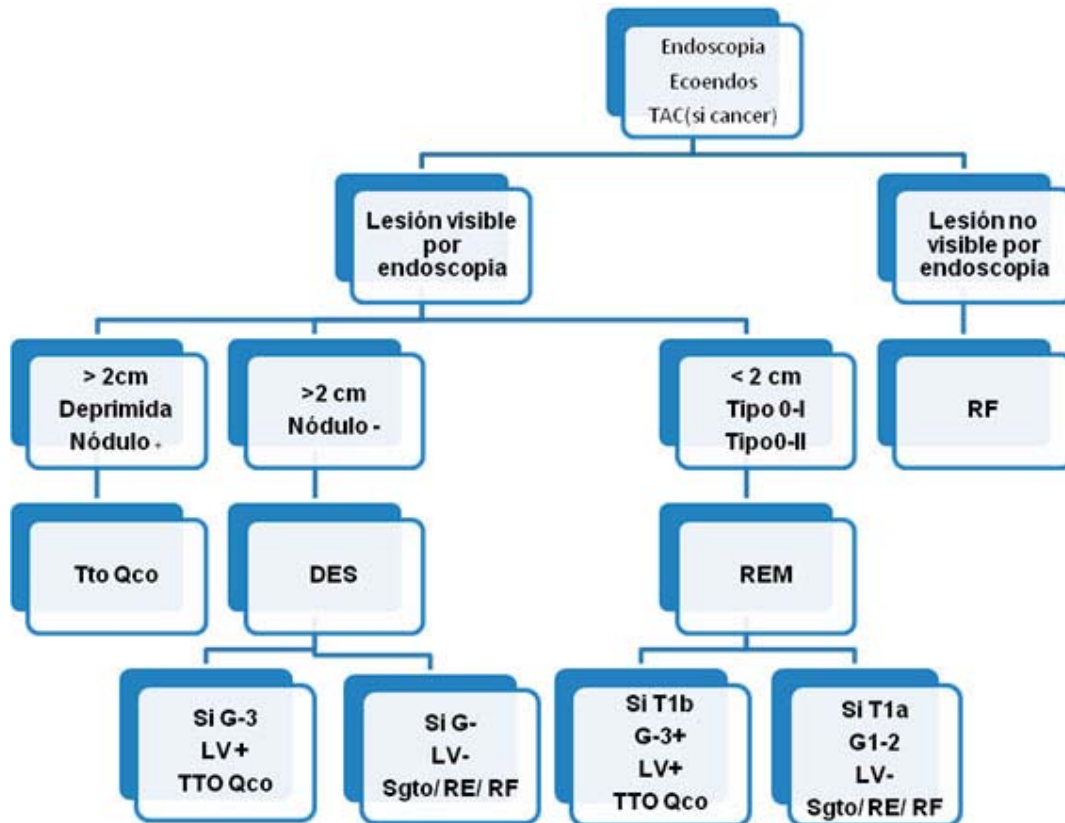 Endoscopia
Ecoendos
TAC(si cancer)
Lesión visible
por
endoscopia
Lesión no
visible por
endoscopia
> 2cm
Deprimida
Nódulo +
>2 cm
Nódulo -
< 2 cm
Tipo 0-I
Tipo0-II
RF
Tto Qco
DES
REM
Si G-3
LV +
TTO Qco
Si G-
LV-
Sgto/ RE/ RF
Si T1b
G-3+
LV+
TTO Qco
Si T1a
G1-2
LV-
Sgto/ RE/ RF